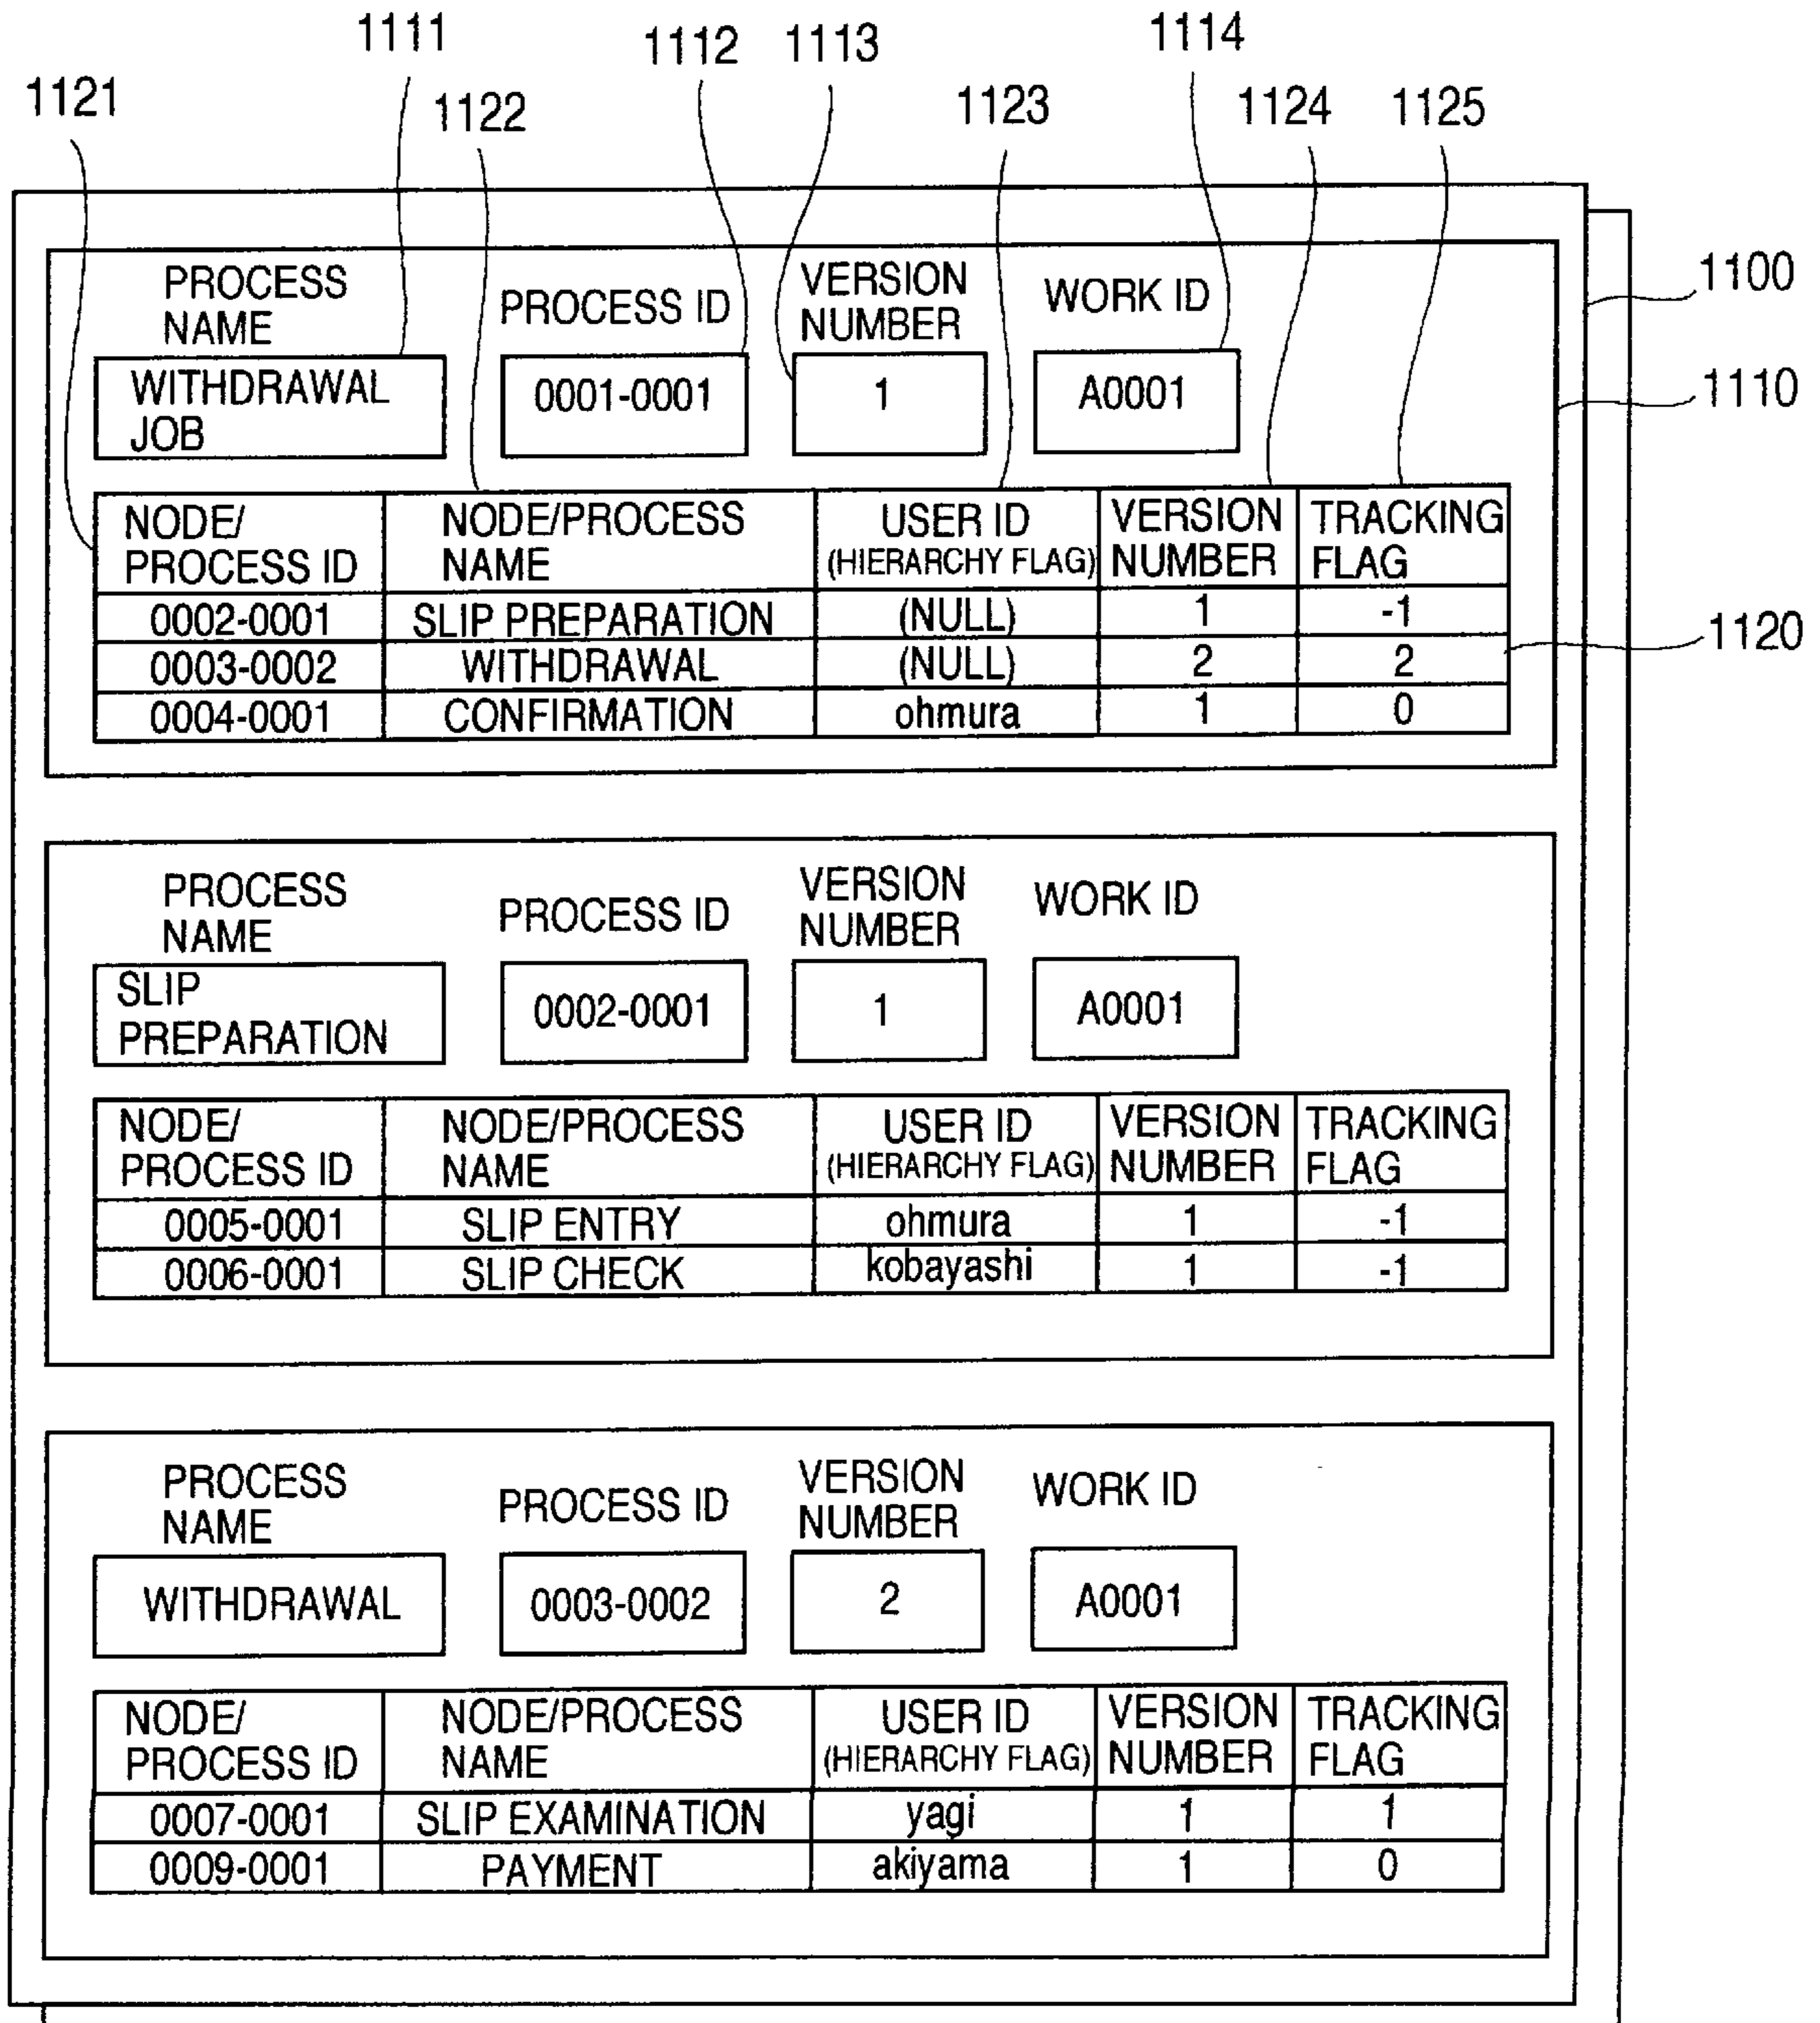 1111 1112 1113 1114
1121 1122 1123 1124 1125
1100
1110
1120
PROCESS NAME PROCESS ID VERSION NUMBER WORK ID
WITHDRAWAL JOB 0001-0001 1 A0001
NODE/ PROCESS ID NODE/PROCESS NAME USER ID (HIERARCHY FLAG) VERSION NUMBER TRACKING FLAG
0002-0001 SLIP PREPARATION (NULL) 1 -1
0003-0002 WITHDRAWAL (NULL) 2 2
0004-0001 CONFIRMATION ohmura 1 0
PROCESS NAME PROCESS ID VERSION NUMBER WORK ID
SLIP PREPARATION 0002-0001 1 A0001
NODE/ PROCESS ID NODE/PROCESS NAME USER ID (HIERARCHY FLAG) VERSION NUMBER TRACKING FLAG
0005-0001 SLIP ENTRY ohmura 1 -1
0006-0001 SLIP CHECK kobayashi 1 -1
PROCESS NAME PROCESS ID VERSION NUMBER WORK ID
WITHDRAWAL 0003-0002 2 A0001
NODE/ PROCESS ID NODE/PROCESS NAME USER ID (HIERARCHY FLAG) VERSION NUMBER TRACKING FLAG
0007-0001 SLIP EXAMINATION yagi 1 1
0009-0001 PAYMENT akiyama 1 0